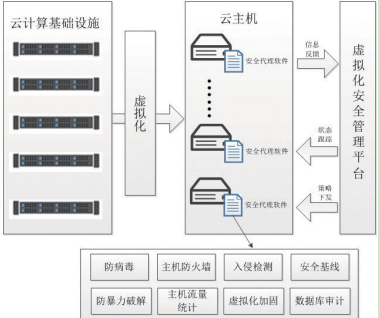 云计算基础设施
虚拟化
云主机
安全代理软件
安全代理软件
安全代理软件
信息
反馈
状态
跟踪
策略
下发
虚拟化安全管理平台
防病毒
主机防火墙
入侵检测
安全基线
防暴力破解
主机流量
统计
虚拟化加固
数据库审计